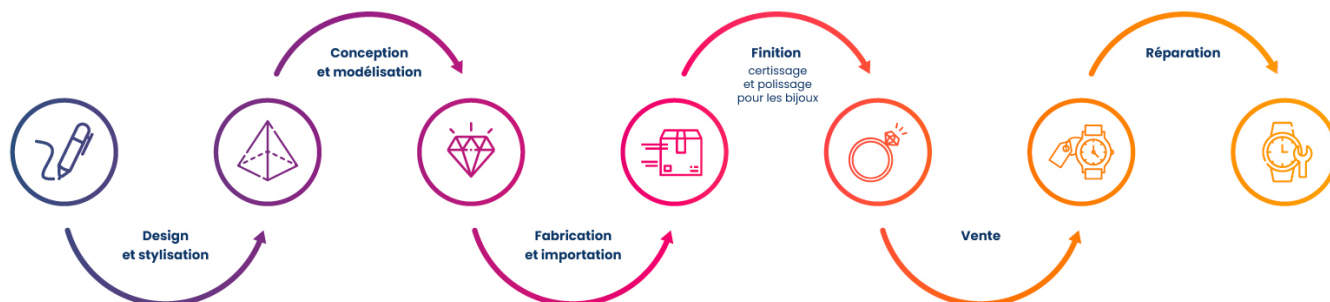 Design
et stylisation
Conception
et modélisation
Fabrication
et importation
Finition
certissage
et polissage
pour les bijoux
Vente
Réparation